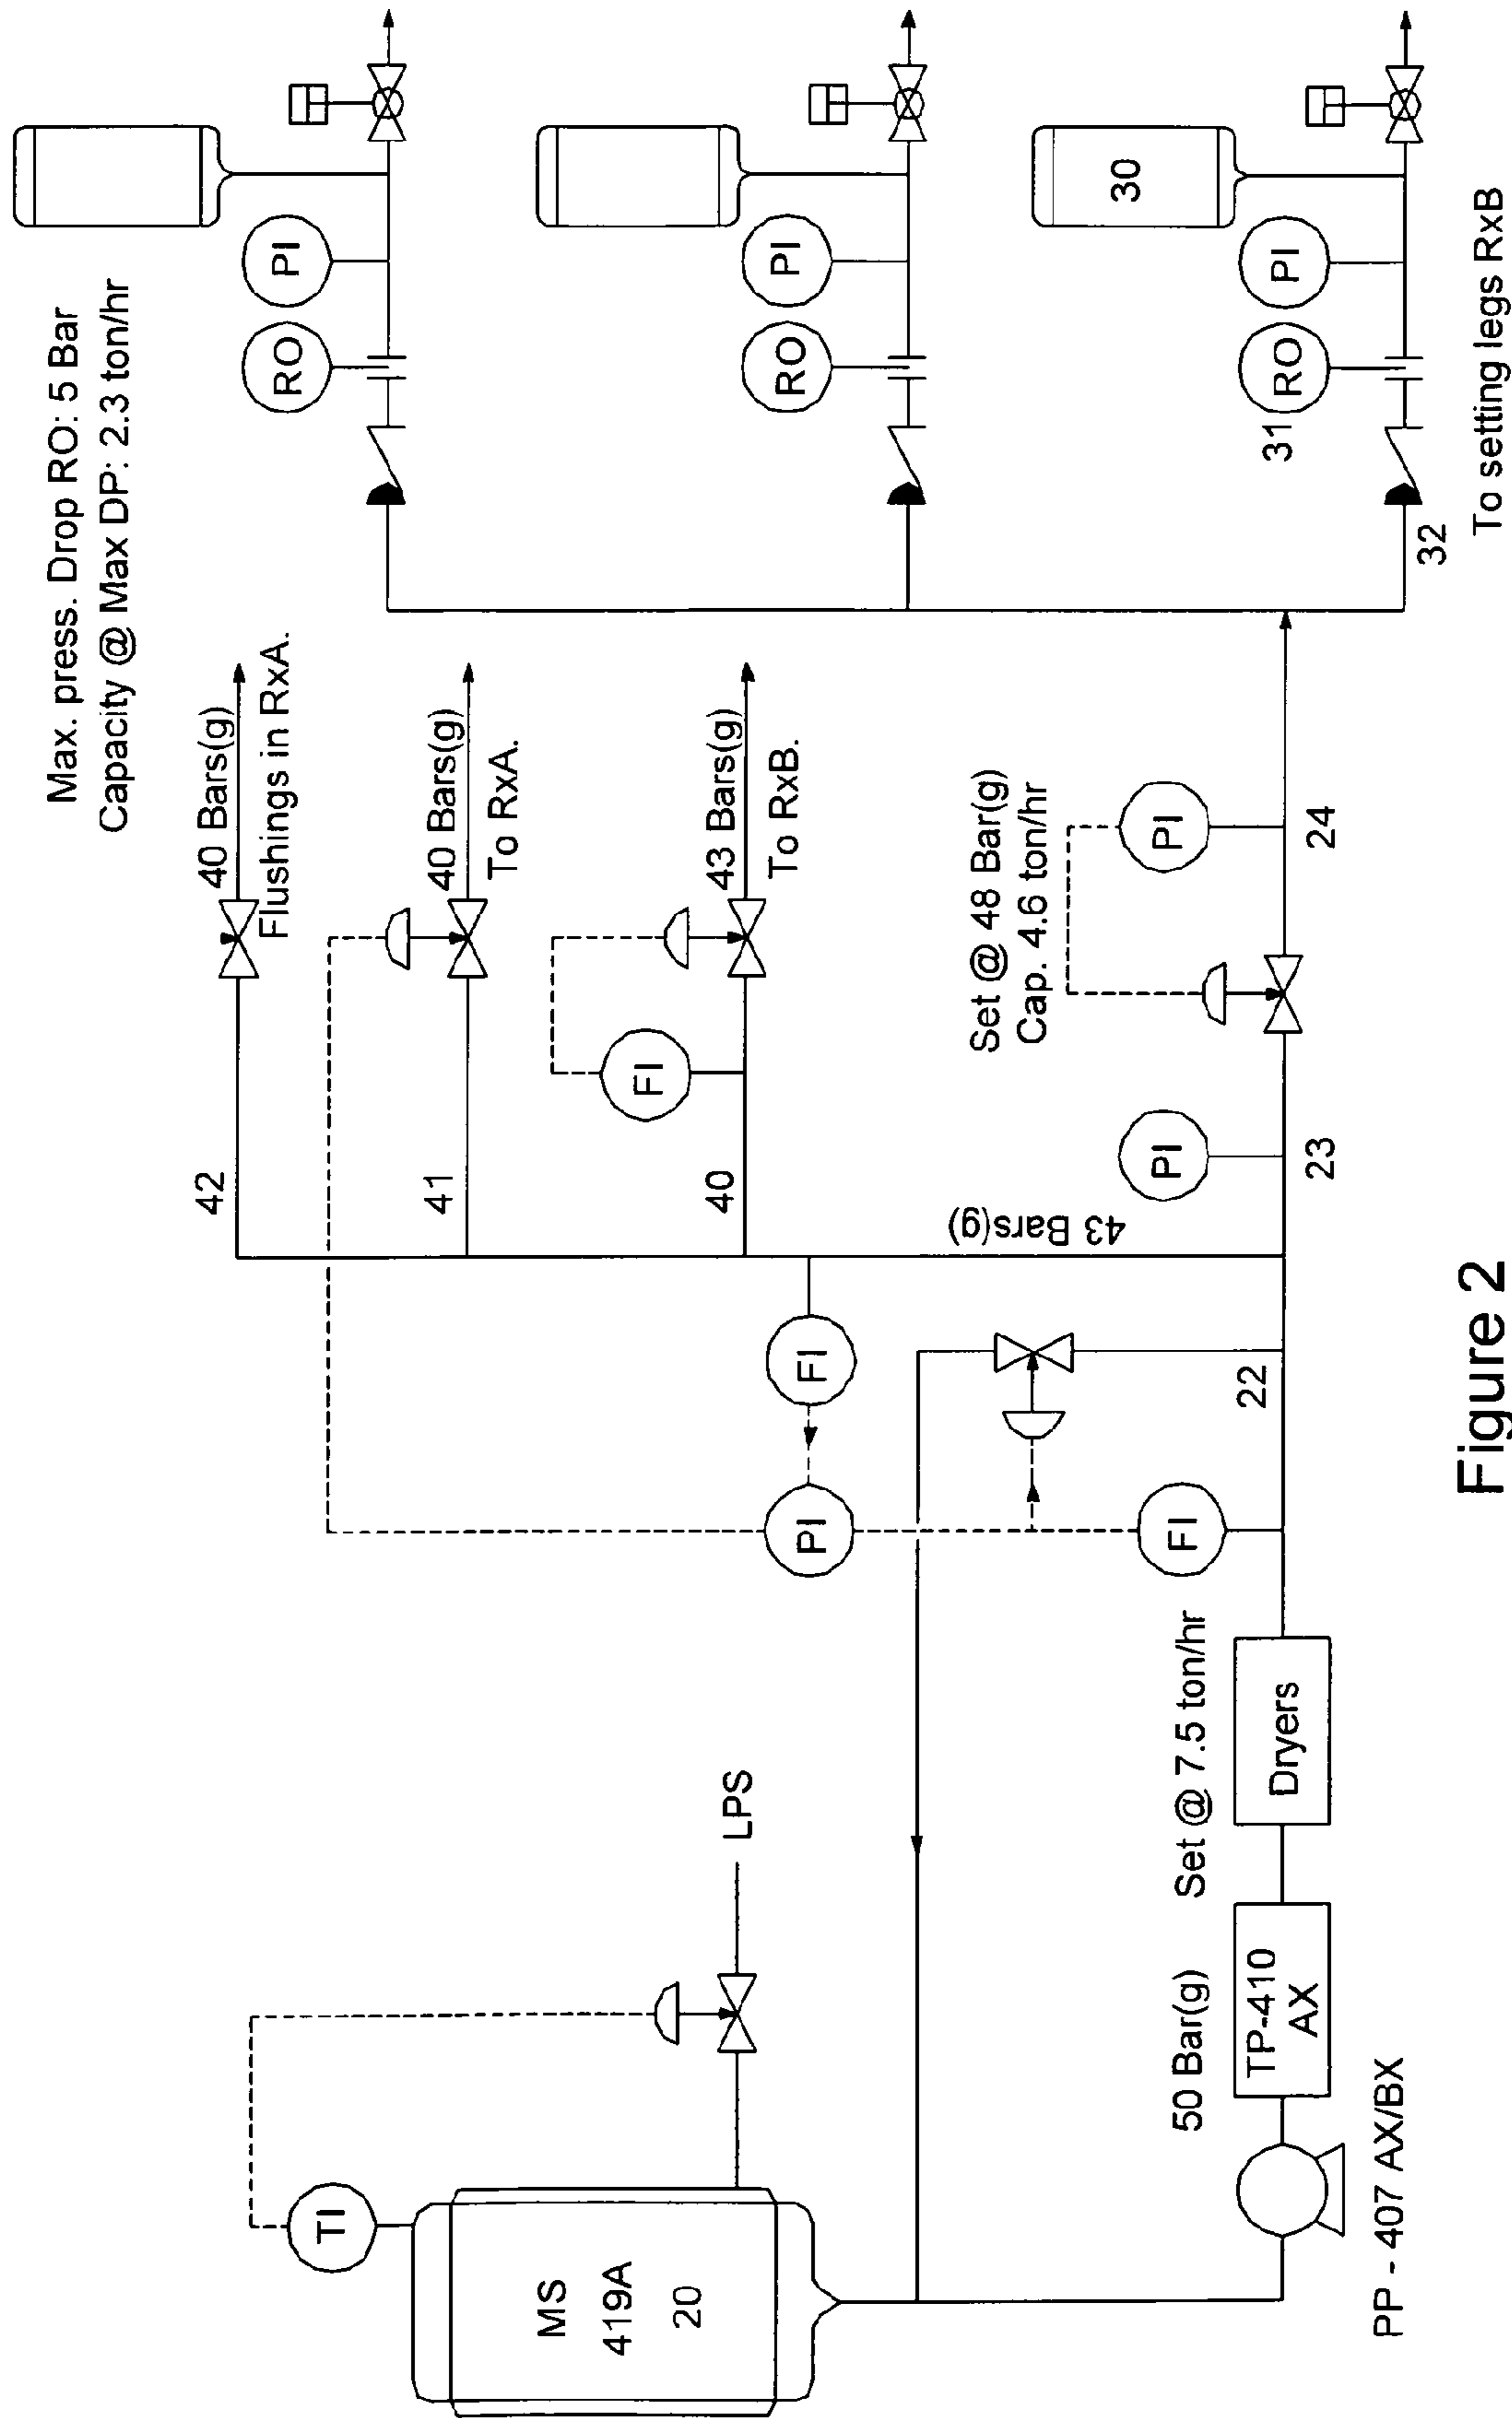 Max. press. Drop RO: 5 Bar
Capacity @ Max DP: 2.3 ton/hr
TI
MS
419A
20
LPS
PI
FI
42
40 Bars(g)
Flushings in RxA.
41
40 Bars(g)
To RxA.
FI
40
43 Bars(g)
To RxB.
43 Bars(g)
RO
PI
RO
PI
31
RO
PI
30
32
To setting legs RxB
50 Bar(g)
TP-410
AX
PP - 407 AX/BX
Set @ 7.5 ton/hr
Dryers
FI
22
PI
23
Set @ 48 Bar(g)
Cap. 4.6 ton/hr
PI
24
Figure 2